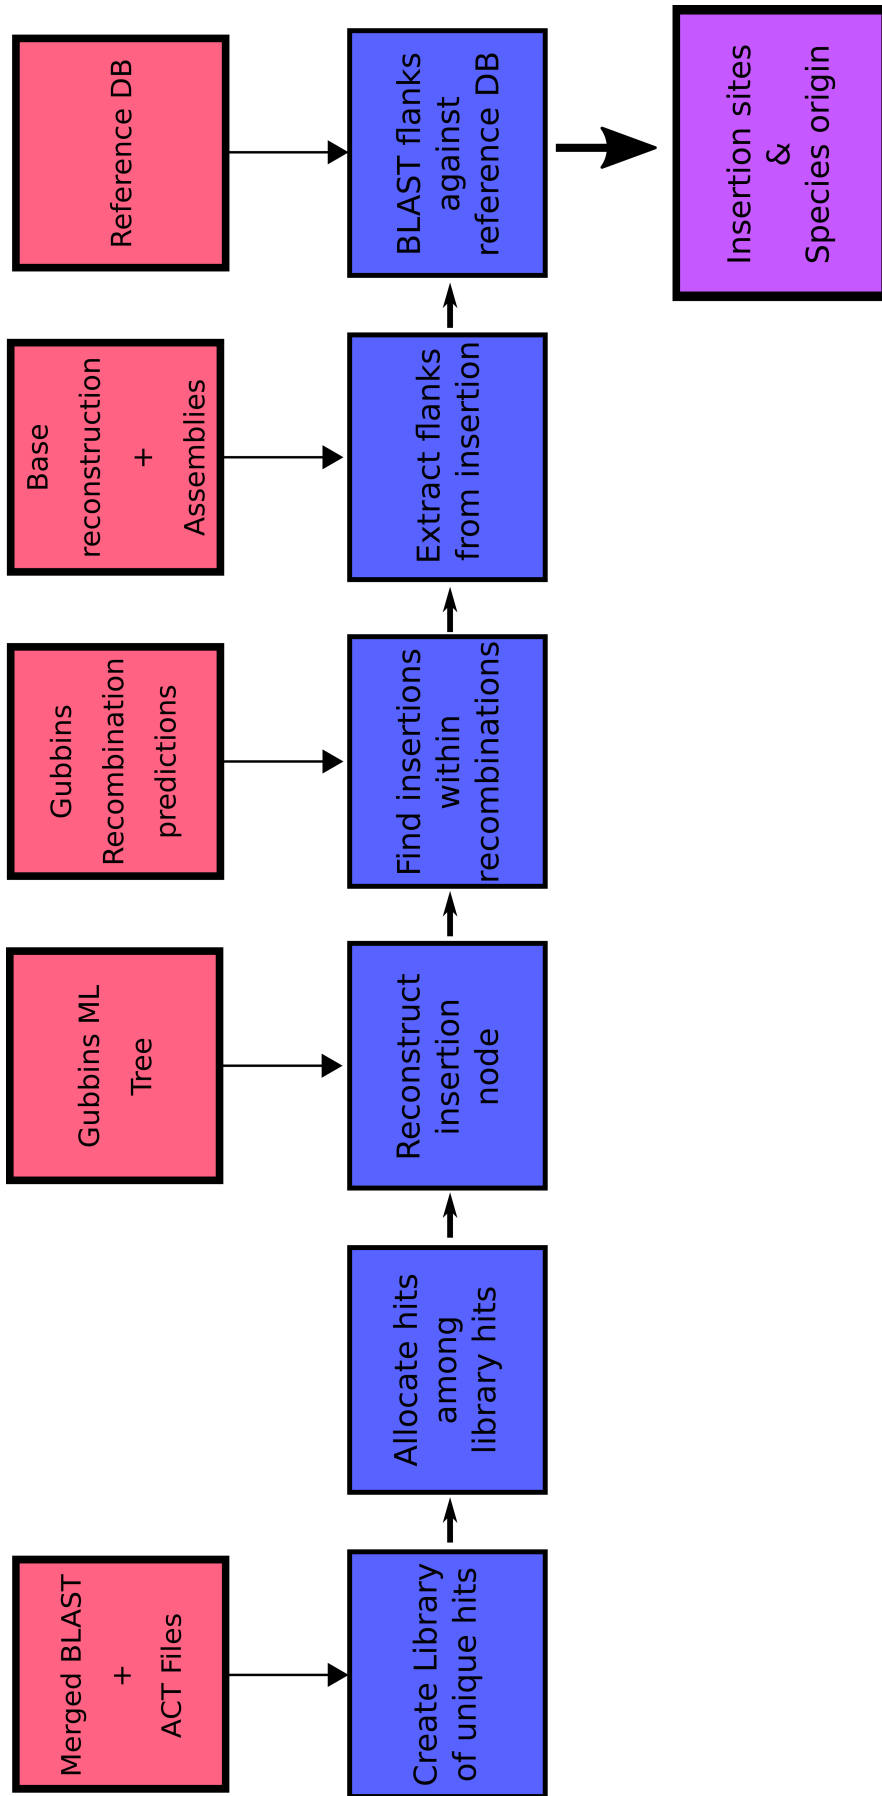 Merged BLAST
+
ACT Files
Gubbins ML
Tree
Gubbins
Recombination
predictions
Base
reconstruction
+
Assemblies
Reference DB
Create Library
of unique hits
Allocate hits
among
library hits
Reconstruct
insertion
node
Find insertions
within
recombinations
Extract flanks
from insertion
BLAST flanks
against
reference DB
Insertion sites
&
Species origin